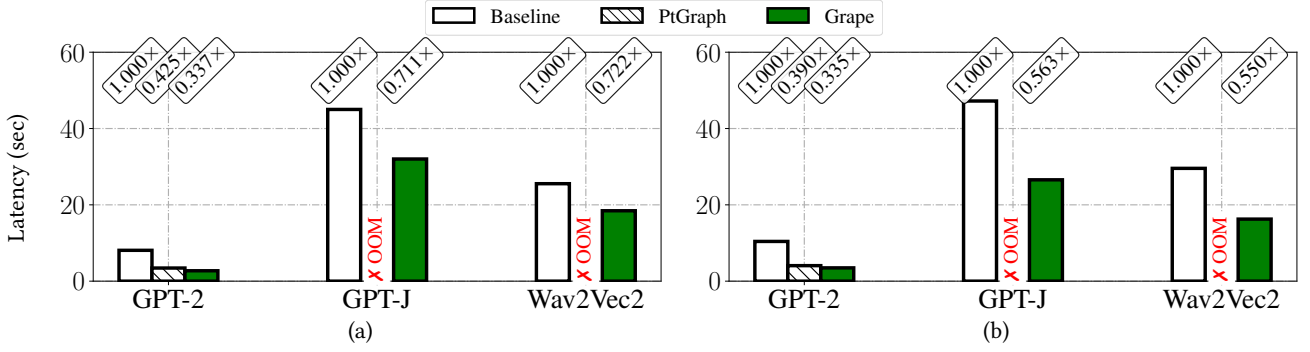 Baseline PtGraph Grape
Latency (sec)
60
40
20
0
1.000×
0.425×
0.337×
1.000×
0.711×
1.000×
0.722×
✗ OOM
✗ OOM
GPT-2 GPT-J Wav2Vec2
(a)
60
40
20
0
1.000×
0.390×
0.335×
1.000×
0.563×
1.000×
0.550×
✗ OOM
✗ OOM
GPT-2 GPT-J Wav2Vec2
(b)